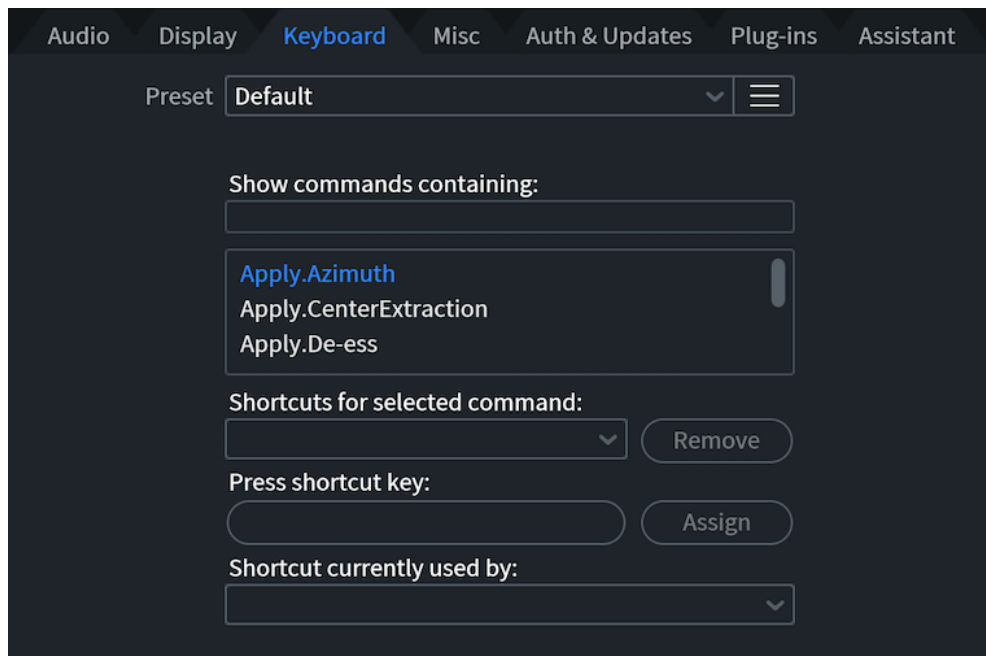 Audio Display Keyboard Misc Auth & Updates Plug-ins Assistant
Preset Default
Show commands containing:
Apply.Azimuth
Apply.CenterExtraction
Apply.De-ess
Shortcuts for selected command:
Remove
Press shortcut key:
Assign
Shortcut currently used by: